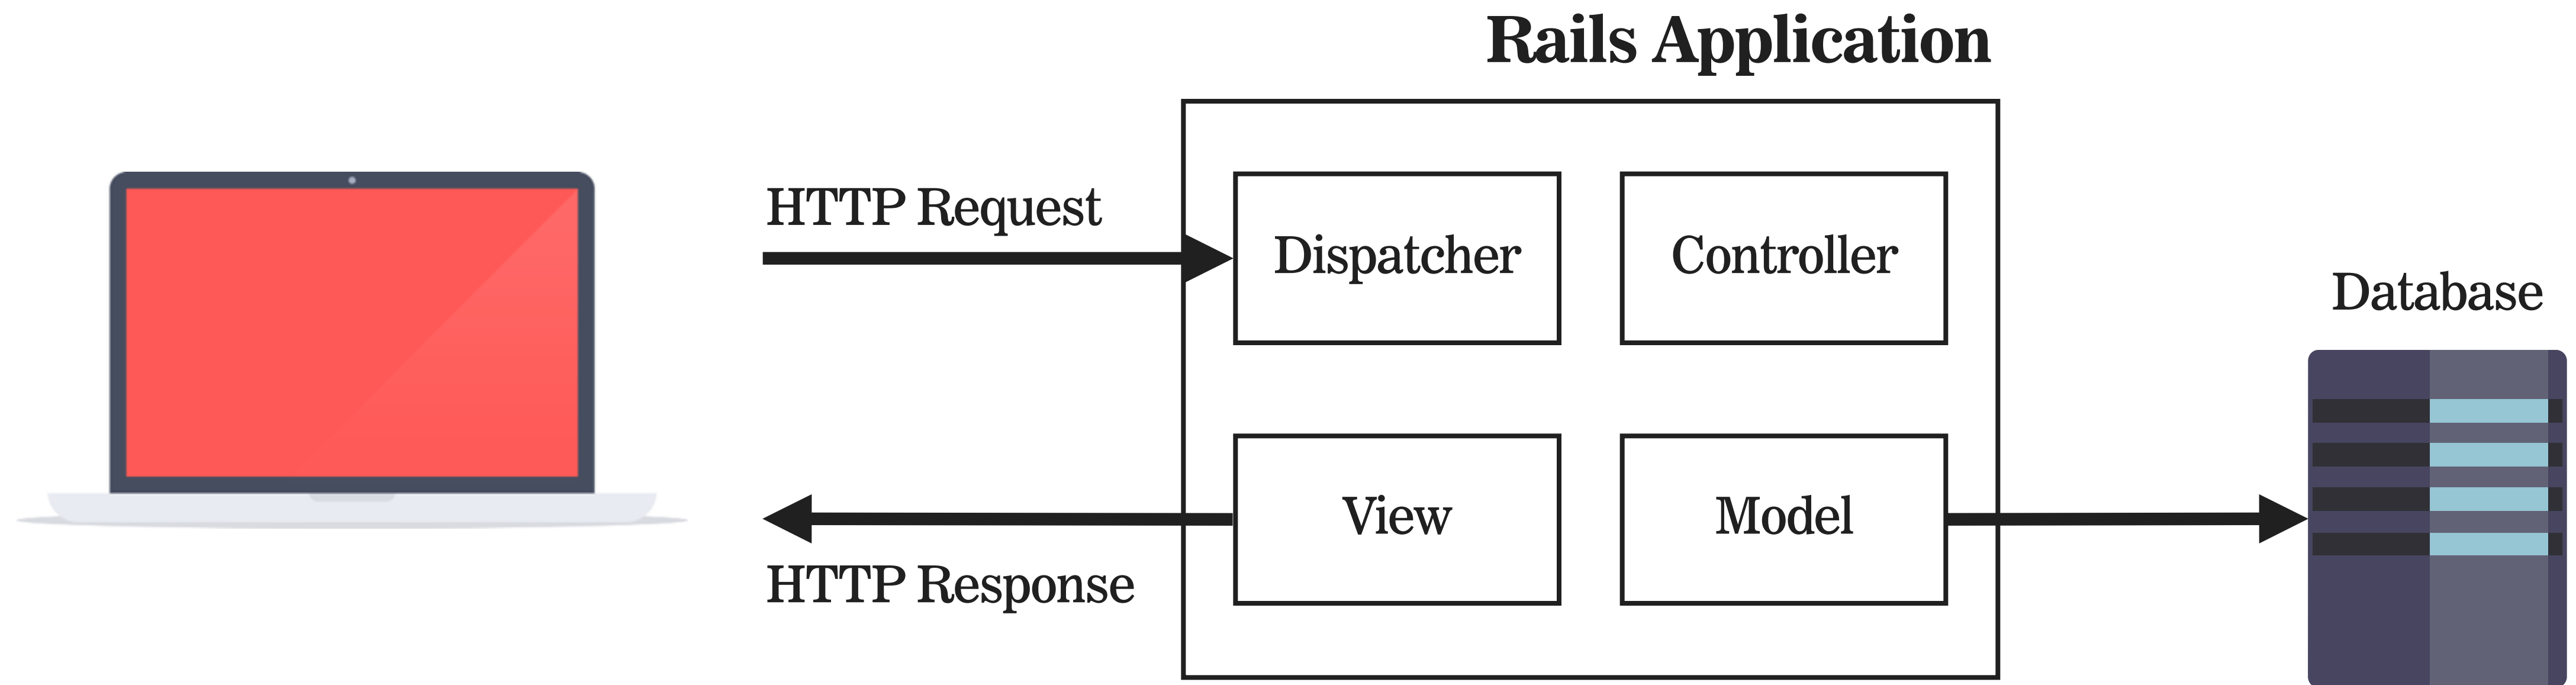 Rails Application
HTTP Request
Dispatcher
Controller
Database
View
Model
HTTP Response